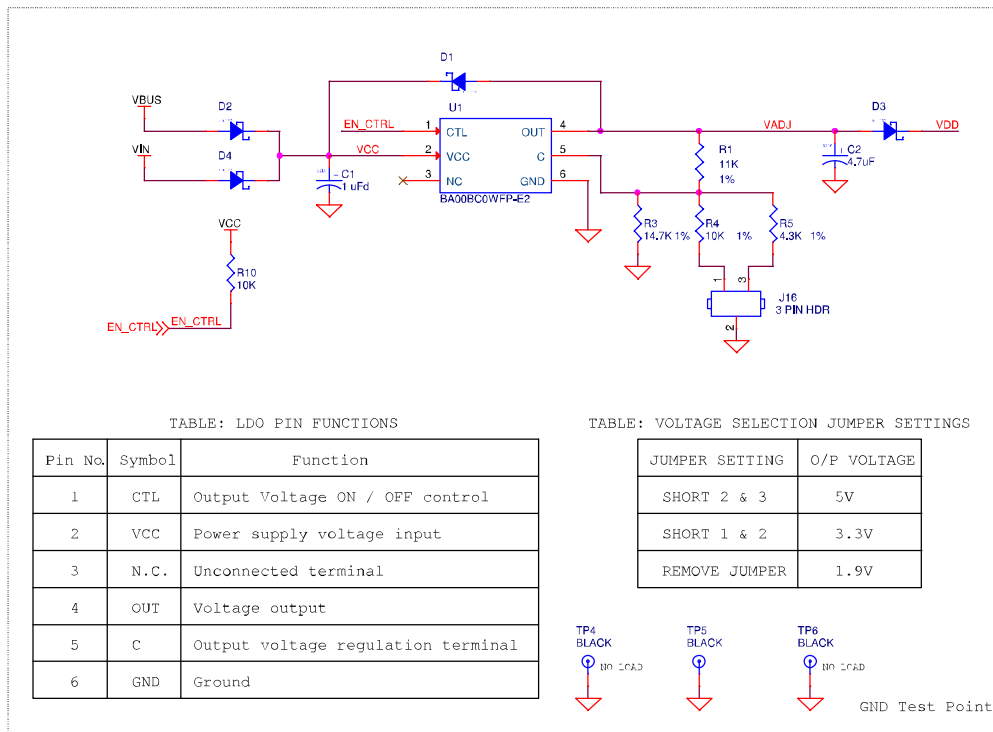 D1
VBUS
D2
U1
D3
EN_CTRL
1
CTL
OUT
4
VADJ
VDD
VIN
D4
VCC
2
VCC
C
5
R1
11K
1%
C2
4.7uF
C1
1 uFd
3
NC
GND
6
BA00BC0WFP-E2
VCC
R3
14.7K 1%
R4
10K 1%
R5
4.3K 1%
R10
10K
1
3
J16
3 PIN HDR
2
EN_CTRL
EN_CTRL
TABLE: LDO PIN FUNCTIONS
Pin No. Symbol Function
1 CTL Output Voltage ON / OFF control
2 VCC Power supply voltage input
3 N.C. Unconnected terminal
4 OUT Voltage output
5 C Output voltage regulation terminal
6 GND Ground
TABLE: VOLTAGE SELECTION JUMPER SETTINGS
JUMPER SETTING O/P VOLTAGE
SHORT 2 & 3 5V
SHORT 1 & 2 3.3V
REMOVE JUMPER 1.9V
TP4
BLACK
NO LOAD
TP5
BLACK
TP6
BLACK
NO LOAD
GND Test Point